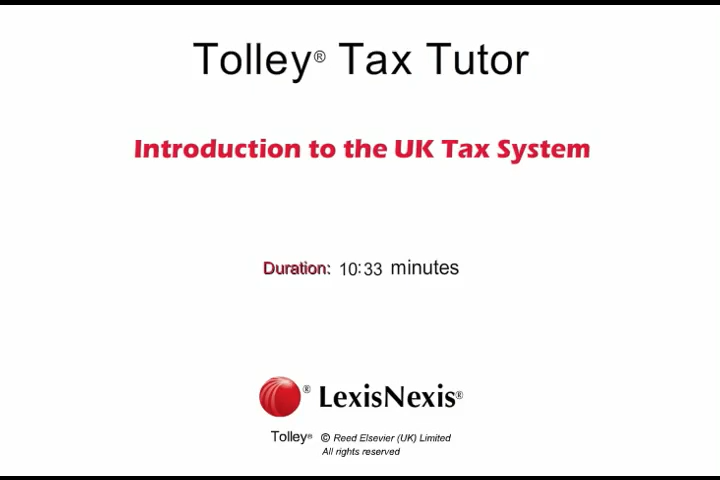 Tolley® Tax Tutor
Introduction to the UK Tax System
Duration: 10:33 minutes
® LexisNexis®
Tolley® © Reed Elsevier (UK) Limited
All rights reserved